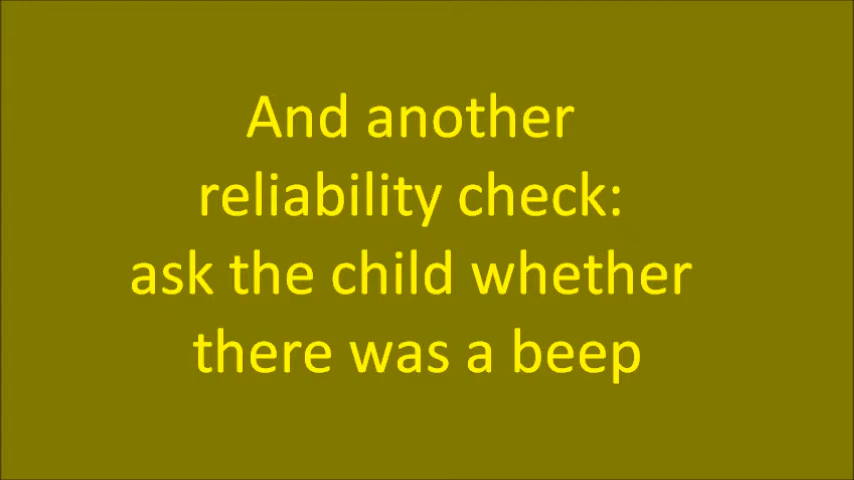 And another
reliability check:
ask the child whether
there was a beep